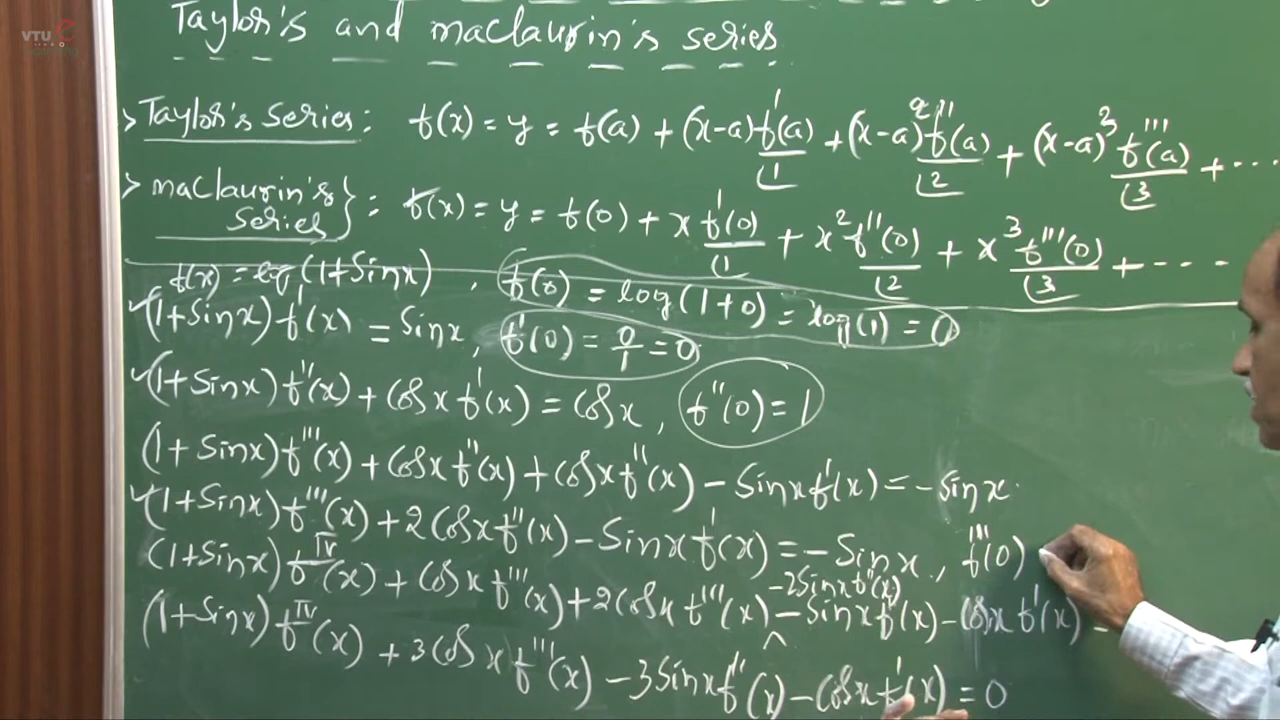 VTU e
Taylor's and maclaurin's series
> Taylor's series: f(x) = y = f(a) + (x-a) f'(a)/⌊1 + (x-a)² f''(a)/⌊2 + (x-a)³ f'''(a)/⌊3 + ....
> maclaurin's series } : f(x) = y = f(0) + x f'(0)/⌊1 + x² f''(0)/⌊2 + x³ f'''(0)/⌊3 + ....
f(x) = log(1+Sinx), f(0) = log(1+0) = log(1) = 0
✓(1+Sinx)f'(x) = Sinx, f'(0) = 0/1 = 0
✓(1+Sinx)f''(x) + Cosx f'(x) = Cosx, f''(0) = 1
(1+Sinx)f'''(x) + Cosx f''(x) + Cosx f''(x) - Sinx f'(x) = -Sinx.
✓(1+Sinx)f'''(x) + 2Cosx f''(x) - Sinx f'(x) = -Sinx, f'''(0)
(1+Sinx)f^IV(x) + Cosx f'''(x) + 2Cosx f'''(x) -2Sinx f''(x) - Sinx f''(x) - Cosx f'(x) =
(1+Sinx)f^IV(x) + 3Cosx f'''(x) - 3Sinx f''(x) - Cosx f'(x) = 0